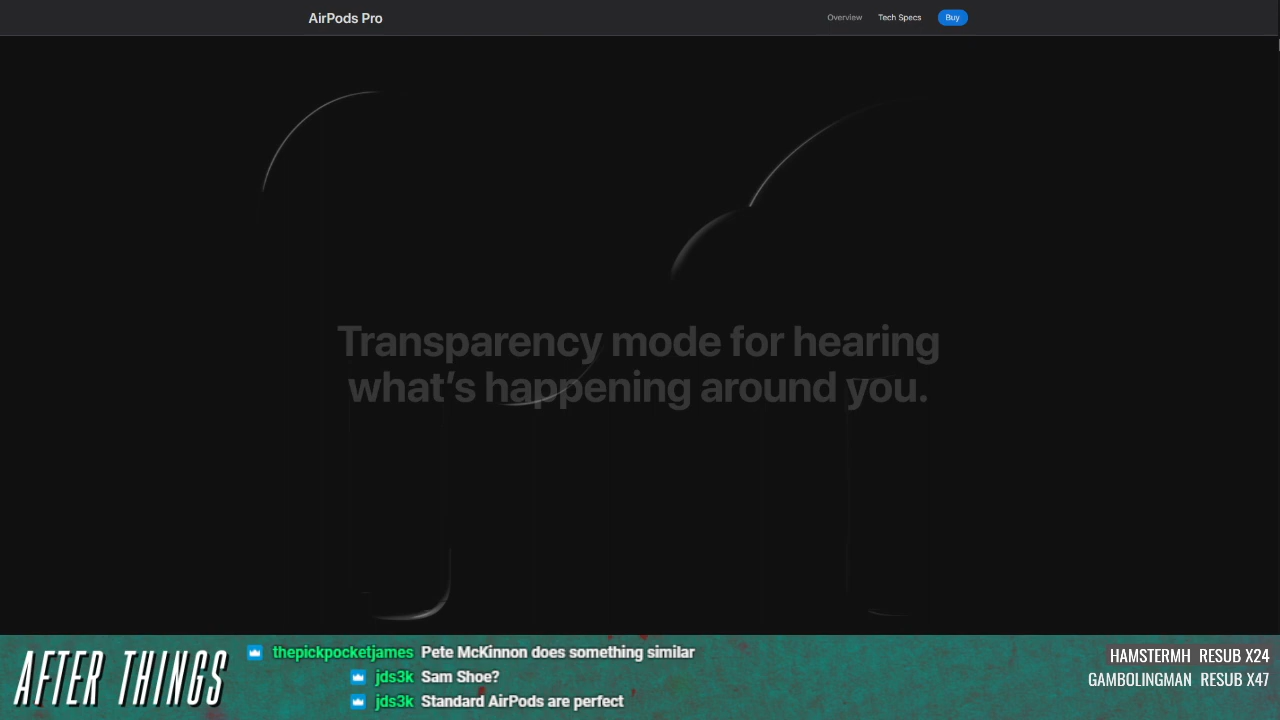 AirPods Pro
Overview Tech Specs Buy
Transparency mode for hearing
what's happening around you.
AFTER THINGS
thepickpocketjames Pete McKinnon does something similar
jds3k Sam Shoe?
jds3k Standard AirPods are perfect
HAMSTERMH RESUB X24
GAMBOLINGMAN RESUB X47